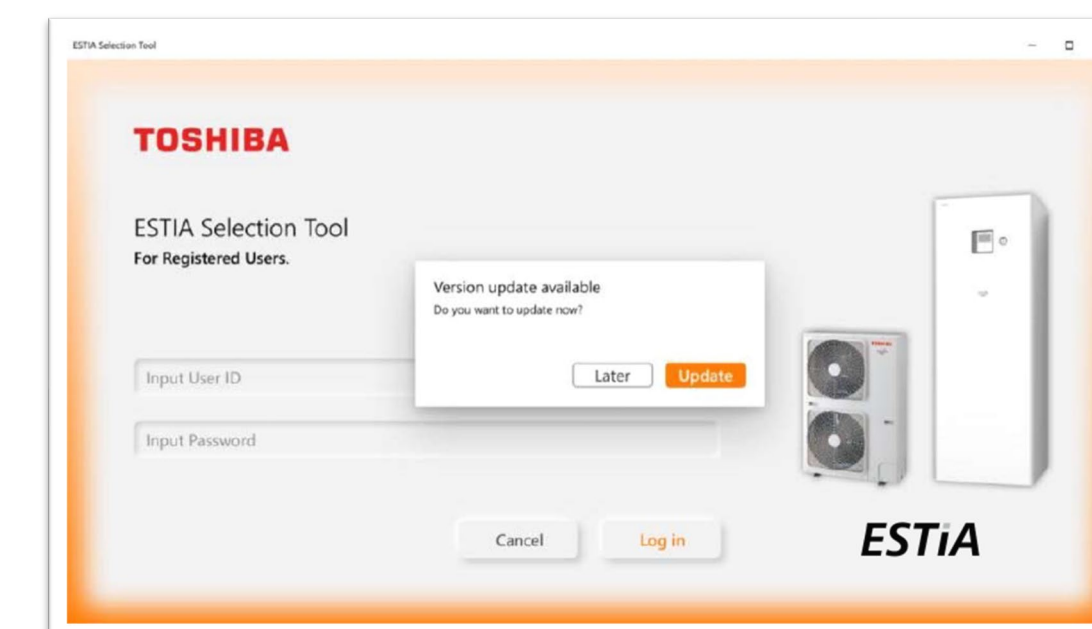 ESTIA Selection Tool
TOSHIBA
ESTIA Selection Tool
For Registered Users.
Version update available
Do you want to update now?
Later
Update
Input User ID
Input Password
Cancel
Log in
TOSHIBA
ESTiA